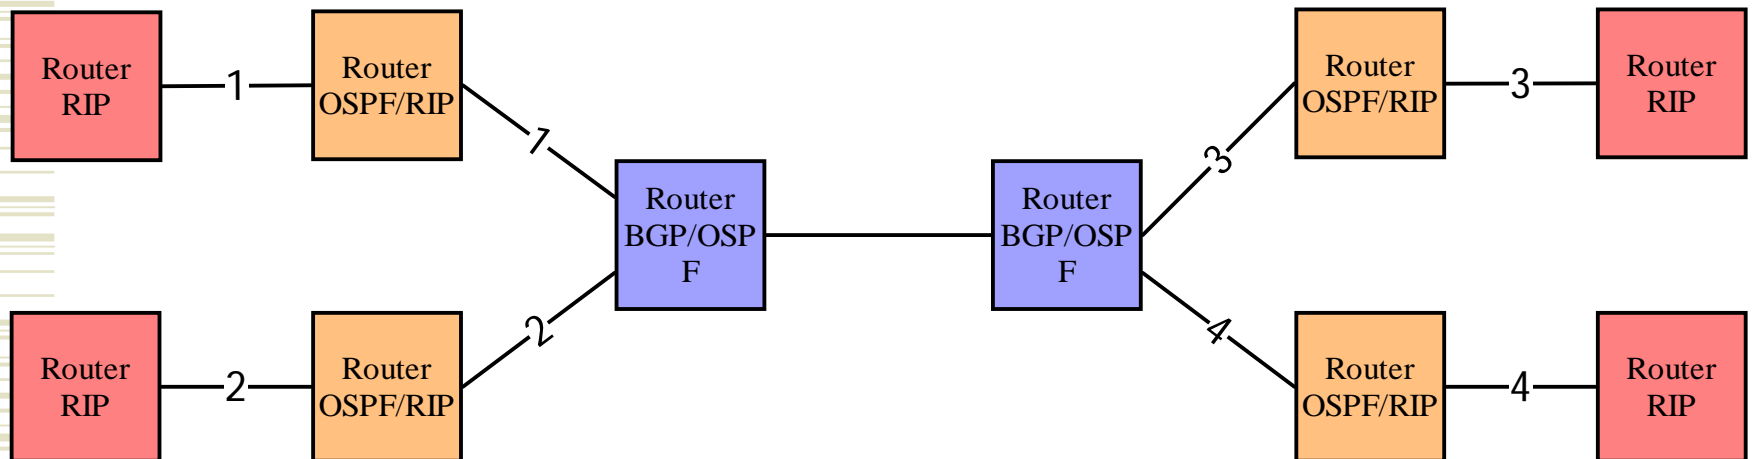 Router
RIP
1
Router
OSPF/RIP
Router
OSPF/RIP
3
Router
RIP
1
3
Router
BGP/OSP
F
Router
BGP/OSP
F
2
4
Router
RIP
2
Router
OSPF/RIP
Router
OSPF/RIP
4
Router
RIP